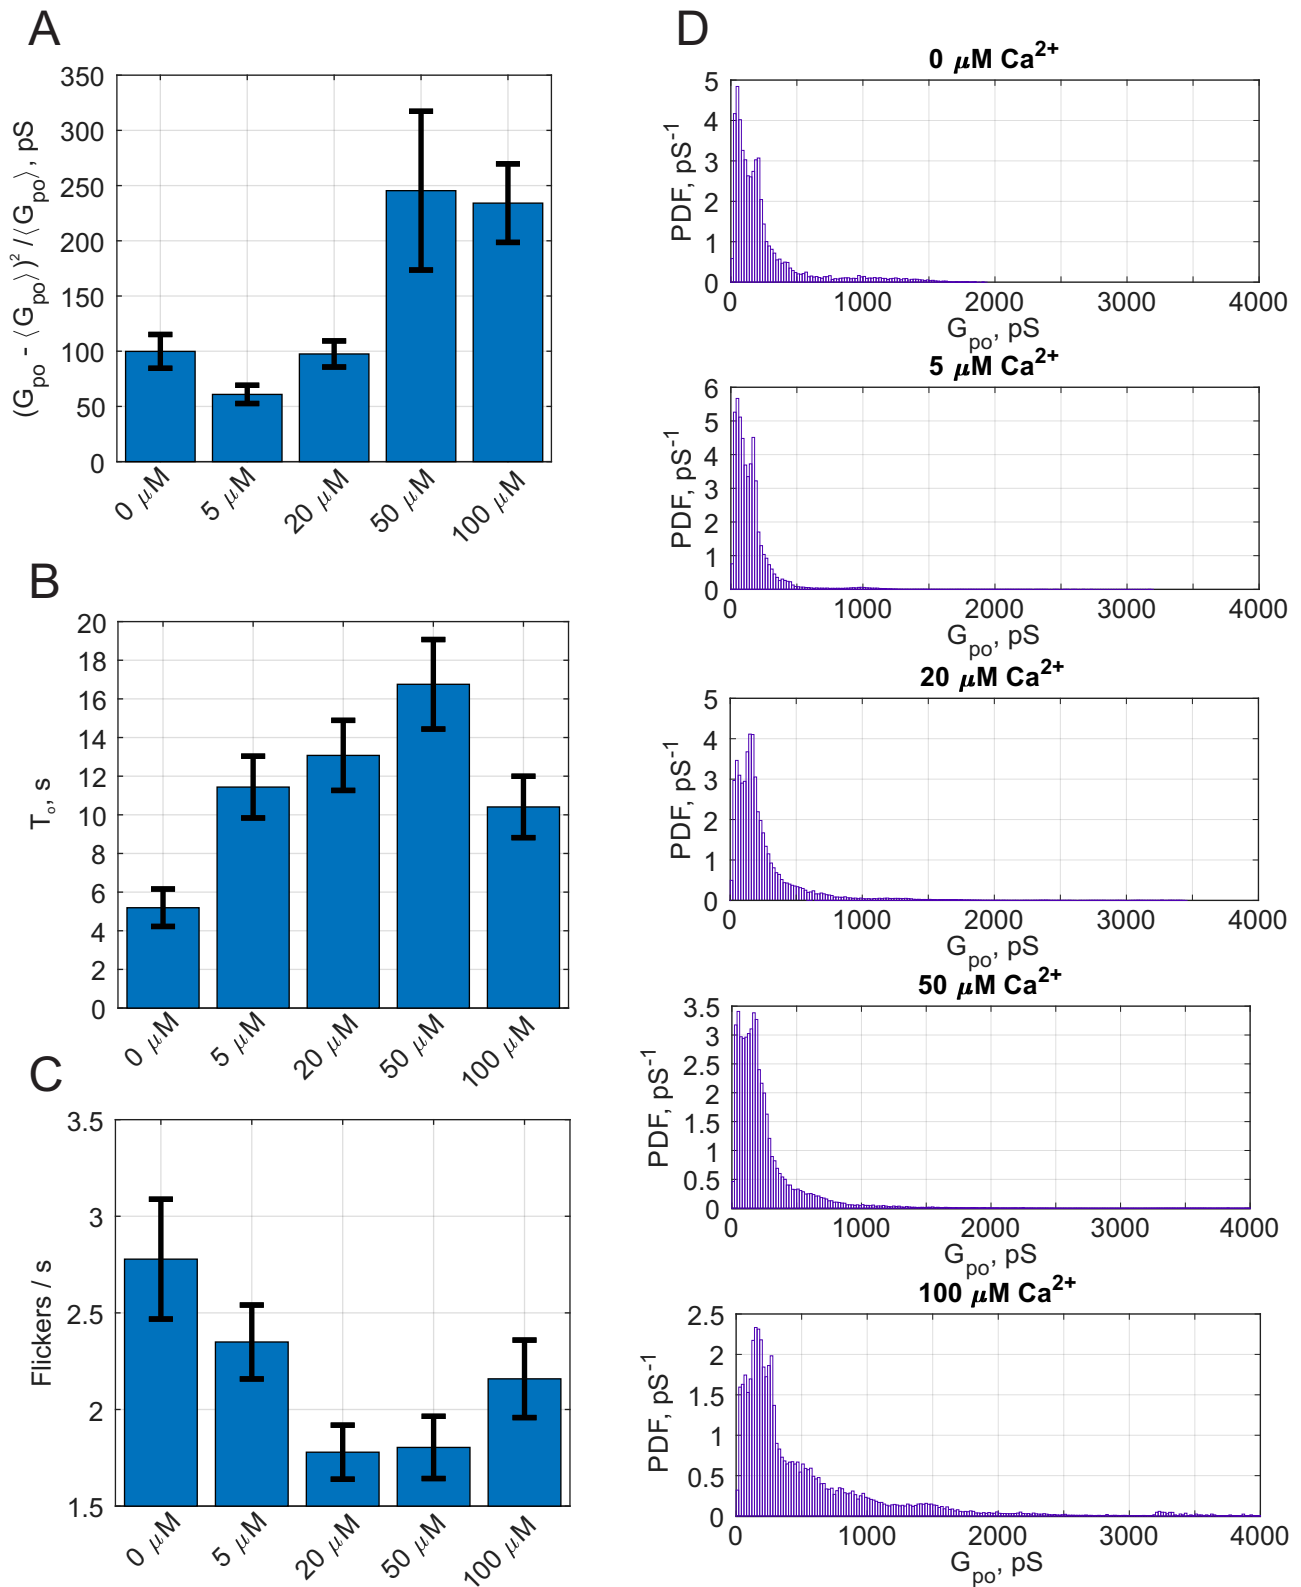 A
350
300
250
200
150
100
50
0
(G_po - ⟨G_po⟩)² /⟨G_po⟩, pS
0 μM
5 μM
20 μM
50 μM
100 μM
B
20
18
16
14
12
10
8
6
4
2
0
T_o, s
0 μM
5 μM
20 μM
50 μM
100 μM
C
3.5
3
2.5
2
1.5
Flickers / s
0 μM
5 μM
20 μM
50 μM
100 μM
D
0 μM Ca²⁺
5
4
3
2
1
0
PDF, pS⁻¹
0 1000 2000 3000 4000
G_po, pS
5 μM Ca²⁺
6
5
4
3
2
1
0
PDF, pS⁻¹
0 1000 2000 3000 4000
G_po, pS
20 μM Ca²⁺
5
4
3
2
1
0
PDF, pS⁻¹
0 1000 2000 3000 4000
G_po, pS
50 μM Ca²⁺
3.5
3
2.5
2
1.5
1
0.5
0
PDF, pS⁻¹
0 1000 2000 3000 4000
G_po, pS
100 μM Ca²⁺
2.5
2
1.5
1
0.5
0
PDF, pS⁻¹
0 1000 2000 3000 4000
G_po, pS